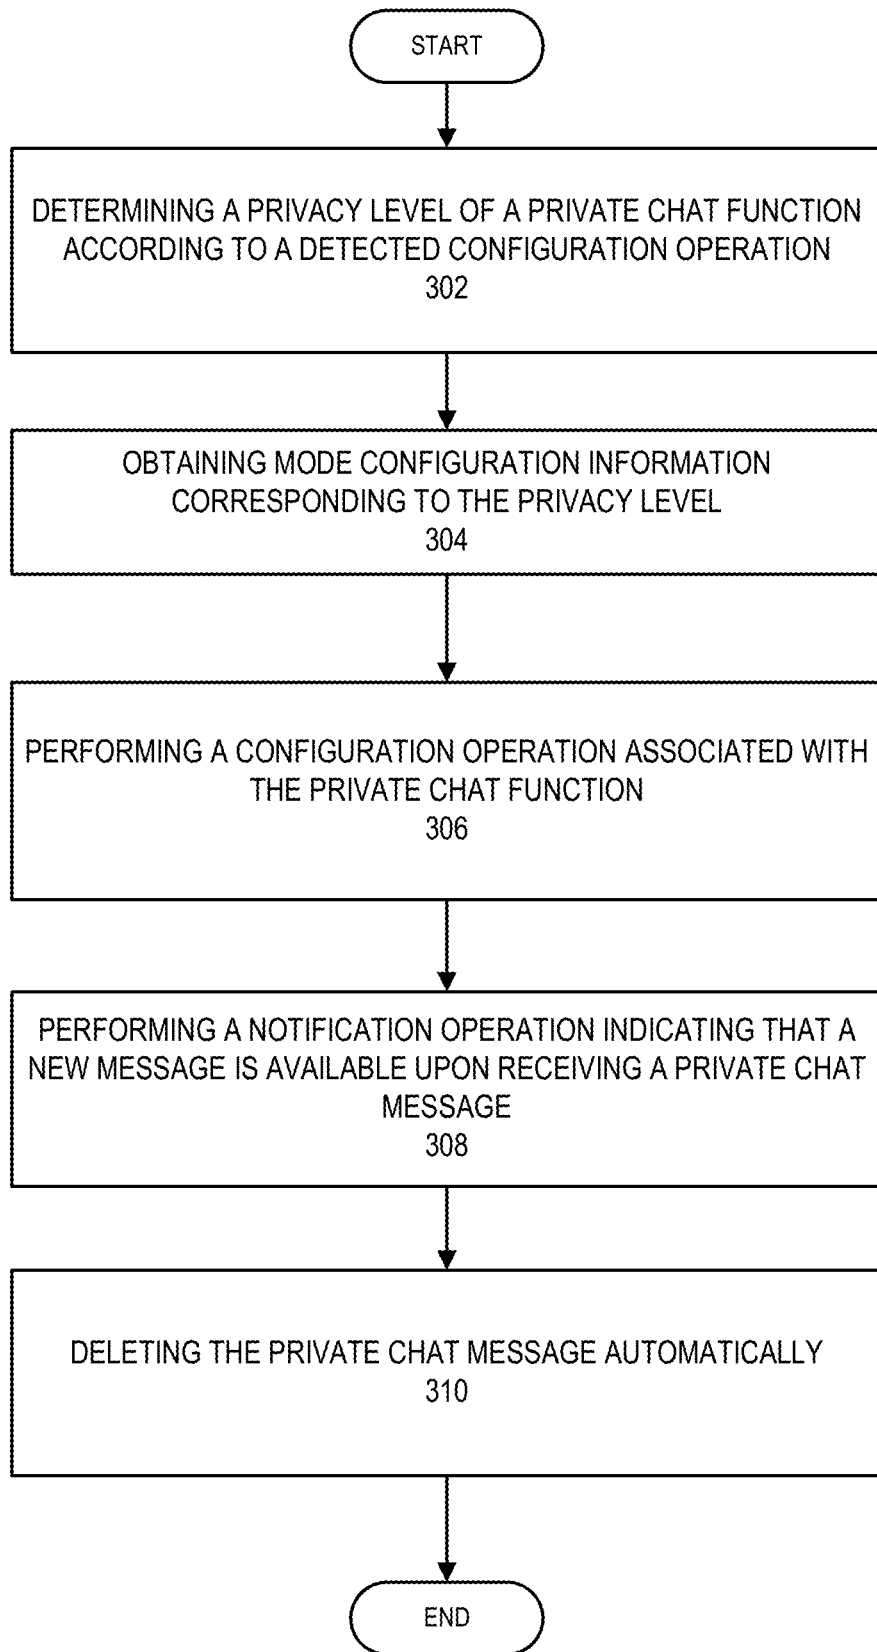 START
DETERMINING A PRIVACY LEVEL OF A PRIVATE CHAT FUNCTION
ACCORDING TO A DETECTED CONFIGURATION OPERATION
302
OBTAINING MODE CONFIGURATION INFORMATION
CORRESPONDING TO THE PRIVACY LEVEL
304
PERFORMING A CONFIGURATION OPERATION ASSOCIATED WITH
THE PRIVATE CHAT FUNCTION
306
PERFORMING A NOTIFICATION OPERATION INDICATING THAT A
NEW MESSAGE IS AVAILABLE UPON RECEIVING A PRIVATE CHAT
MESSAGE
308
DELETING THE PRIVATE CHAT MESSAGE AUTOMATICALLY
310
END